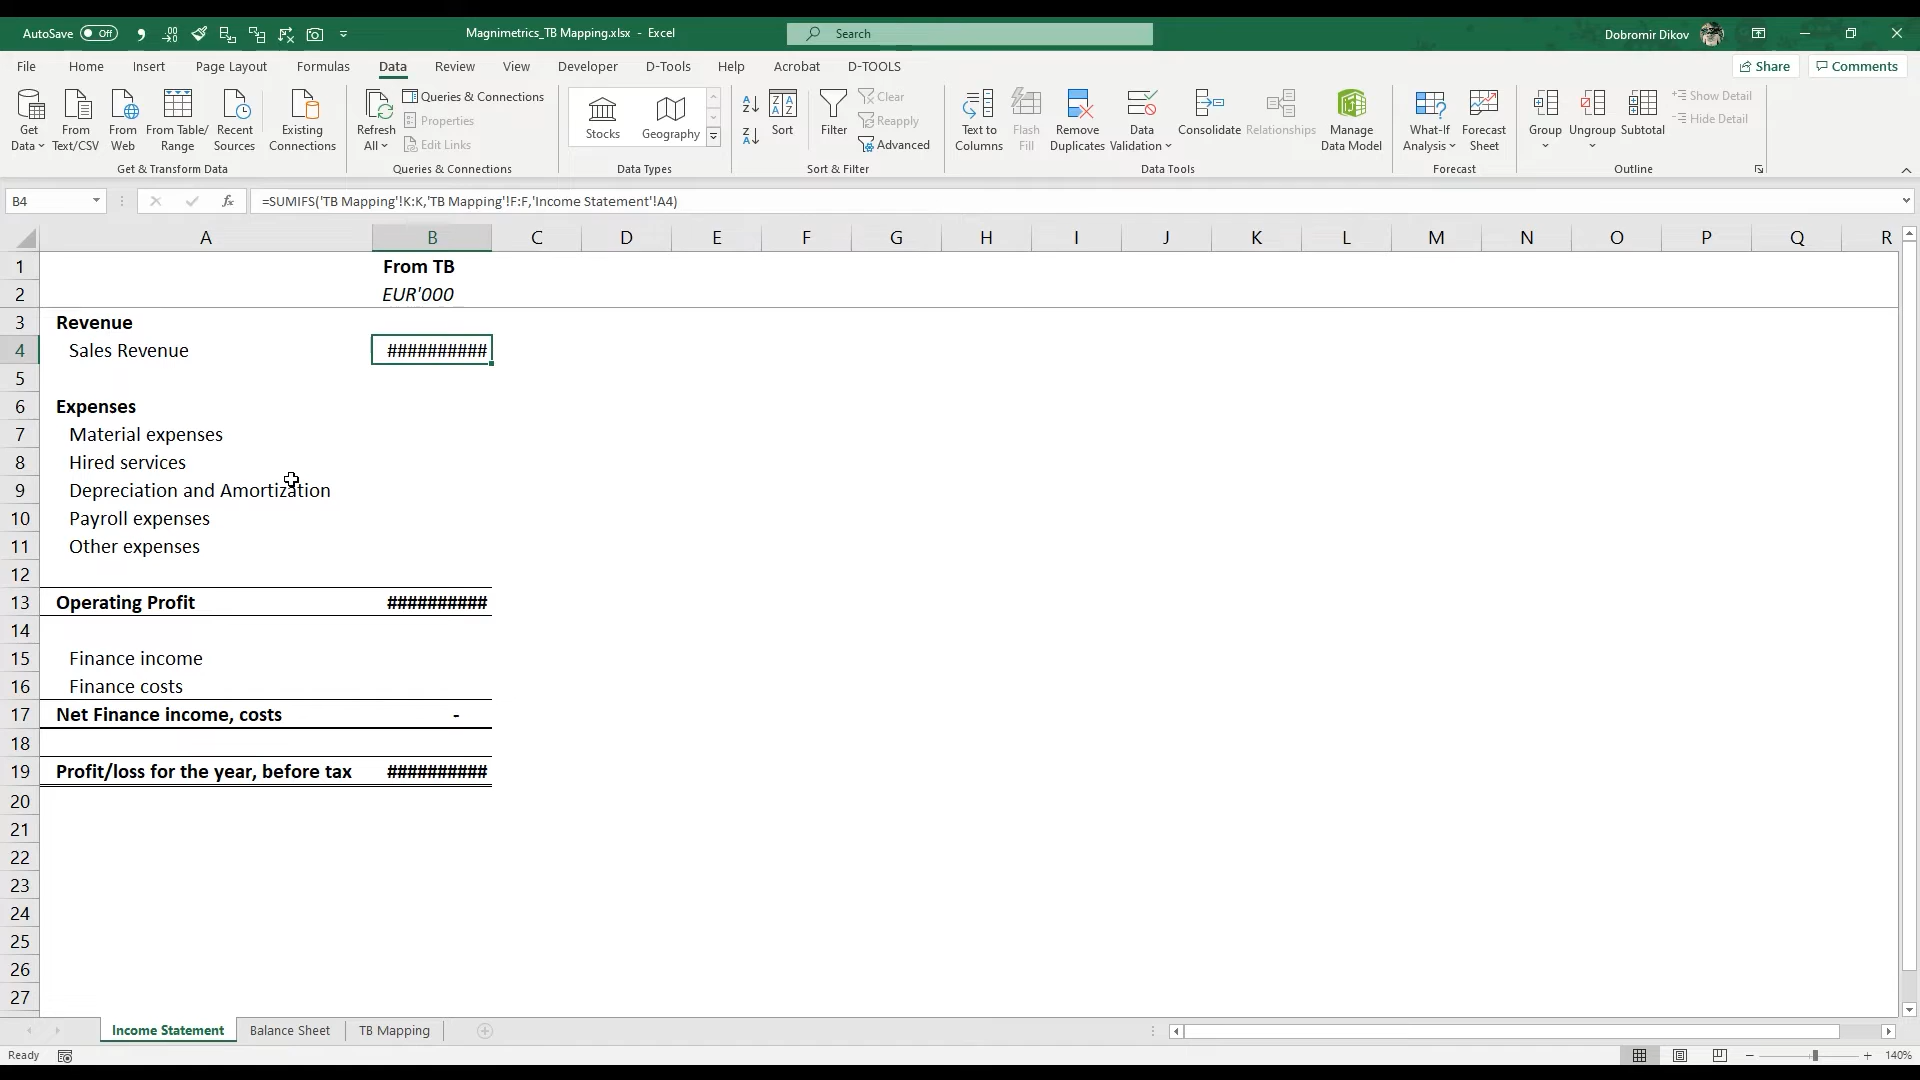 AutoSave Off
Magnimetrics_TB Mapping.xlsx - Excel
Search
Dobromir Dikov
File Home Insert Page Layout Formulas Data Review View Developer D-Tools Help Acrobat D-TOOLS
Share Comments
Get Data
From Text/CSV
From Web
From Table/Range
Recent Sources
Existing Connections
Get & Transform Data
Refresh All
Queries & Connections
Properties
Edit Links
Queries & Connections
Stocks
Geography
Data Types
Sort
Filter
Clear
Reapply
Advanced
Sort & Filter
Text to Columns
Flash Fill
Remove Duplicates
Data Validation
Consolidate
Relationships
Manage Data Model
Data Tools
What-If Analysis
Forecast Sheet
Forecast
Group
Ungroup
Subtotal
Show Detail
Hide Detail
Outline
B4 fx =SUMIFS('TB Mapping'!K:K,'TB Mapping'!F:F,'Income Statement'!A4)
A B C D E F G H I J K L M N O P Q R
1 From TB
2 EUR'000
3 Revenue
4 Sales Revenue ##########
5
6 Expenses
7 Material expenses
8 Hired services
9 Depreciation and Amortization
10 Payroll expenses
11 Other expenses
12
13 Operating Profit ##########
14
15 Finance income
16 Finance costs
17 Net Finance income, costs -
18
19 Profit/loss for the year, before tax ##########
20
21
22
23
24
25
26
27
Income Statement Balance Sheet TB Mapping
Ready
140%